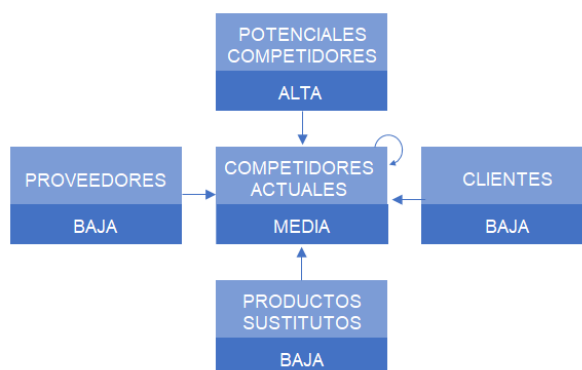 POTENCIALES
COMPETIDORES
ALTA
PROVEEDORES
BAJA
COMPETIDORES
ACTUALES
MEDIA
CLIENTES
BAJA
PRODUCTOS
SUSTITUTOS
BAJA